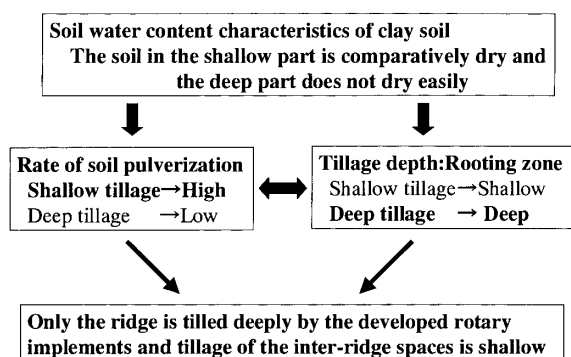 Soil water content characteristics of clay soil
The soil in the shallow part is comparatively dry and
the deep part does not dry easily
Rate of soil pulverization
Shallow tillage→High
Deep tillage →Low
Tillage depth:Rooting zone
Shallow tillage→Shallow
Deep tillage → Deep
Only the ridge is tilled deeply by the developed rotary
implements and tillage of the inter-ridge spaces is shallow